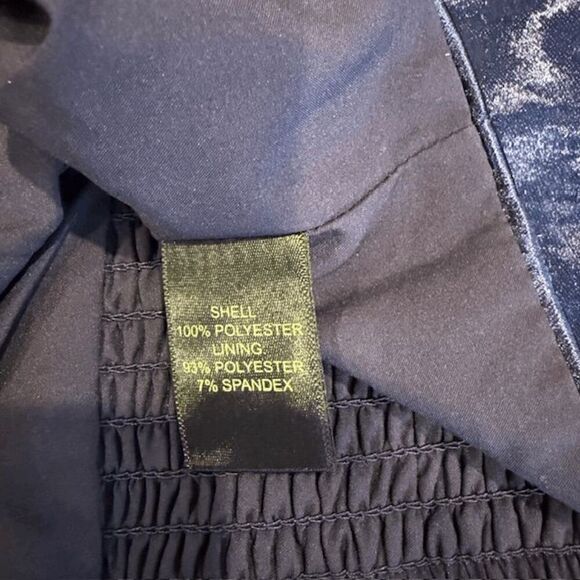 SHELL
100% POLYESTER
LINING
93% POLYESTER
7% SPANDEX